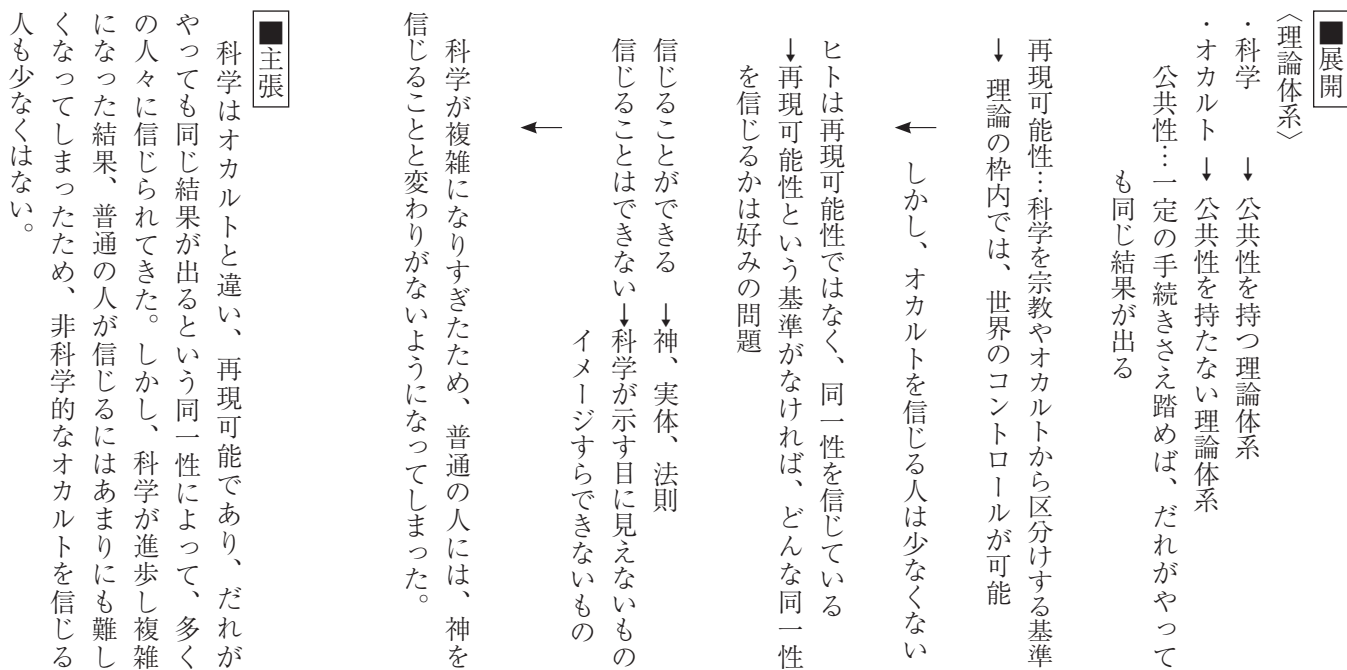 ■展開
〈理論体系〉
・科学　→　公共性を持つ理論体系
・オカルト　→　公共性を持たない理論体系
公共性…一定の手続きさえ踏めば、だれがやって
も同じ結果が出る
再現可能性…科学を宗教やオカルトから区分けする基準
→　理論の枠内では、世界のコントロールが可能
←　しかし、オカルトを信じる人は少なくない
ヒトは再現可能性ではなく、同一性を信じている
→再現可能性という基準がなければ、どんな同一性
を信じるかは好みの問題
信じることができる　→神、実体、法則
信じることはできない→科学が示す目に見えないもの
イメージすらできないもの
←
科学が複雑になりすぎたため、普通の人には、神を
信じることと変わりがないようになってしまった。
■主張
科学はオカルトと違い、再現可能であり、だれが
やっても同じ結果が出るという同一性によって、多く
の人々に信じられてきた。しかし、科学が進歩し複雑
になった結果、普通の人が信じるにはあまりにも難し
くなってしまったため、非科学的なオカルトを信じる
人も少なくはない。